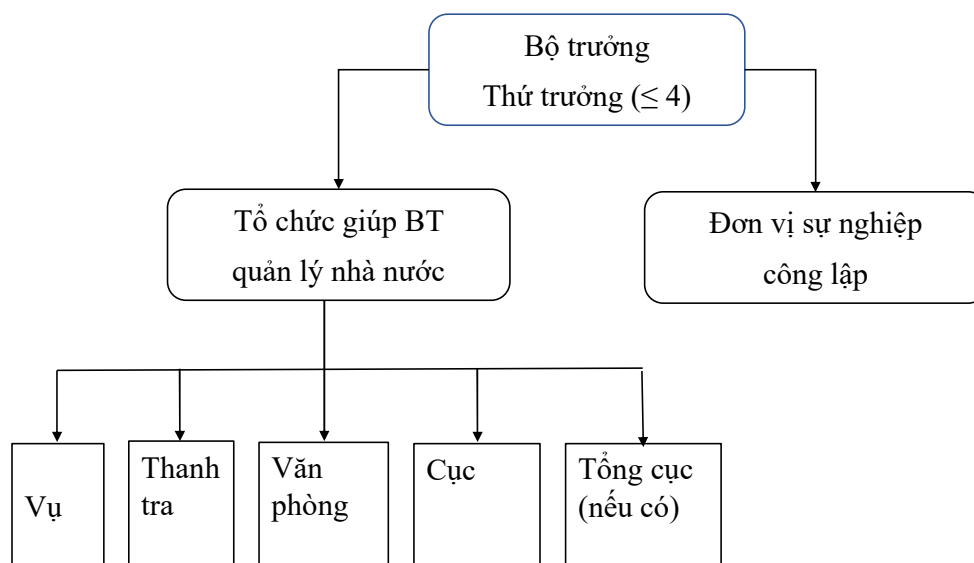 Bộ trưởng
Thứ trưởng (≤ 4)
Tổ chức giúp BT
quản lý nhà nước
Đơn vị sự nghiệp
công lập
Vụ
Thanh
tra
Văn
phòng
Cục
Tổng cục
(nếu có)